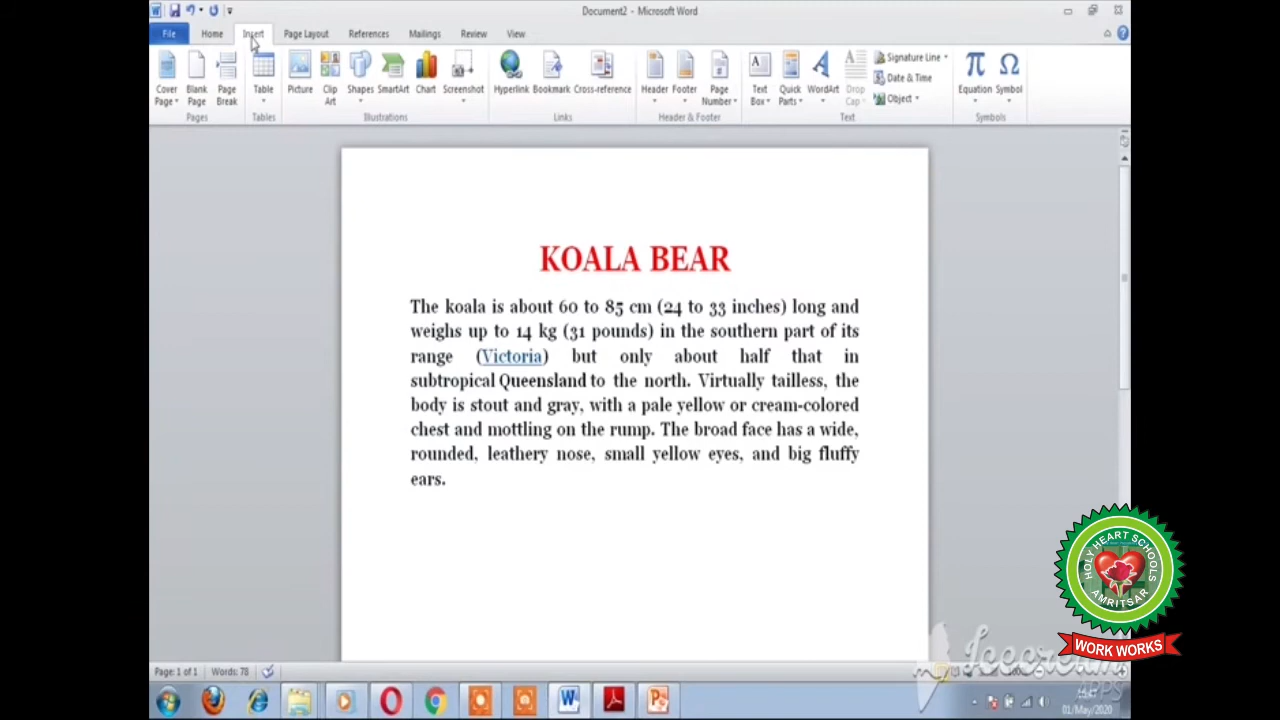 Document2 - Microsoft Word
File Home Insert Page Layout References Mailings Review View
Cover Page Blank Page Page Break Table Picture Clip Art Shapes SmartArt Chart Screenshot Hyperlink Bookmark Cross-reference Header Footer Page Number Text Box Quick Parts WordArt Drop Cap Signature Line Date & Time Object Equation Symbol
Pages Tables Illustrations Links Header & Footer Text Symbols
KOALA BEAR
The koala is about 60 to 85 cm (24 to 33 inches) long and
weighs up to 14 kg (31 pounds) in the southern part of its
range (Victoria) but only about half that in
subtropical Queensland to the north. Virtually tailless, the
body is stout and gray, with a pale yellow or cream-colored
chest and mottling on the rump. The broad face has a wide,
rounded, leathery nose, small yellow eyes, and big fluffy
ears.
HOLY HEART SCHOOLS
AMRITSAR
WORK WORKS
Page: 1 of 1 Words: 78
Icecream
APPS
01/May/2020